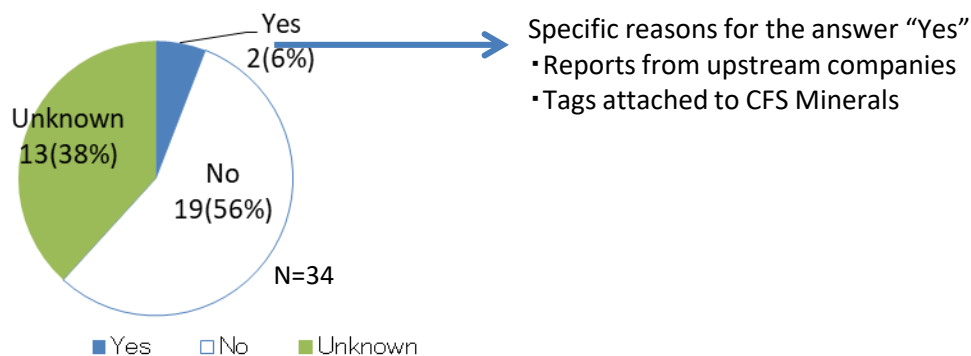 Yes
2(6%)
Specific reasons for the answer “Yes”
・Reports from upstream companies
・Tags attached to CFS Minerals
Unknown
13(38%)
No
19(56%)
N=34
Yes No Unknown